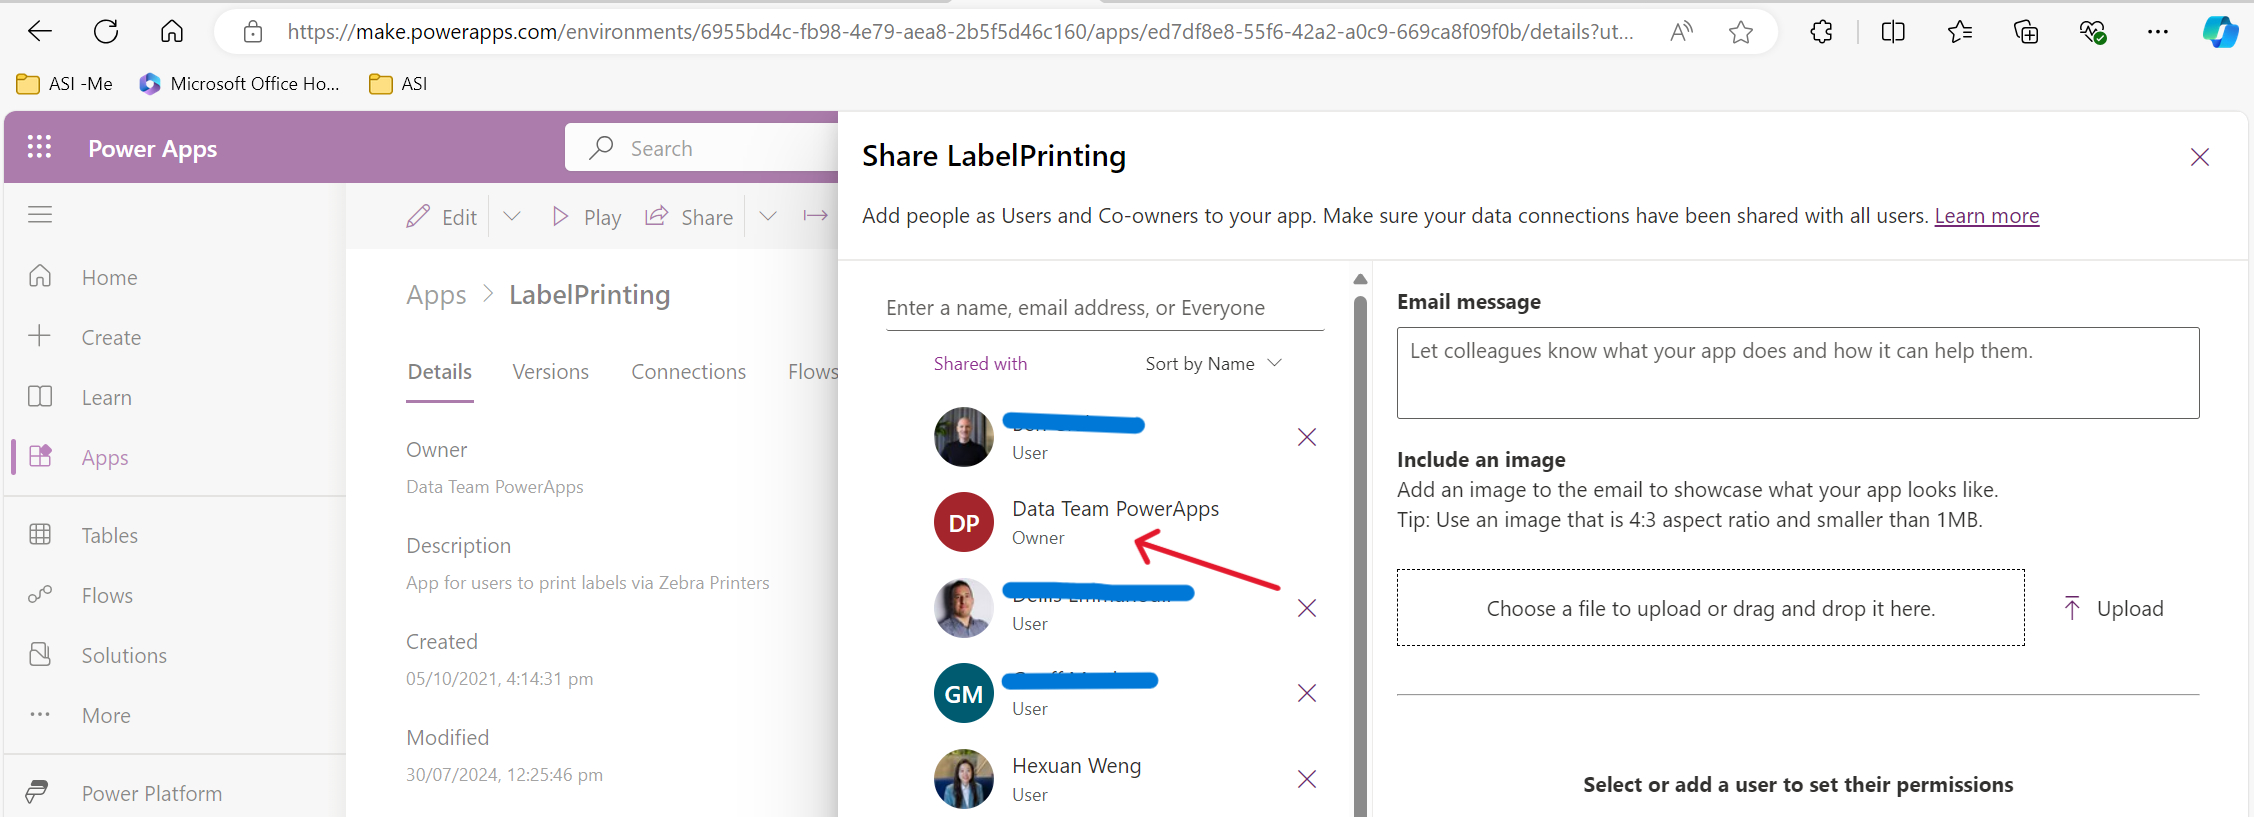 https://make.powerapps.com/environments/6955bd4c-fb98-4e79-aea8-2b5f5d46c160/apps/ed7df8e8-55f6-42a2-a0c9-669ca8f09f0b/details?ut...
ASI -Me
Microsoft Office Ho...
ASI
Power Apps
Search
Home
Create
Learn
Apps
Tables
Flows
Solutions
More
Power Platform
Edit
Play
Share
Apps > LabelPrinting
Details
Versions
Connections
Flows
Owner
Data Team PowerApps
Description
App for users to print labels via Zebra Printers
Created
05/10/2021, 4:14:31 pm
Modified
30/07/2024, 12:25:46 pm
Share LabelPrinting
Add people as Users and Co-owners to your app. Make sure your data connections have been shared with all users. Learn more
Enter a name, email address, or Everyone
Shared with
Sort by Name
User
DP
Data Team PowerApps
Owner
User
GM
User
Hexuan Weng
User
Email message
Let colleagues know what your app does and how it can help them.
Include an image
Add an image to the email to showcase what your app looks like.
Tip: Use an image that is 4:3 aspect ratio and smaller than 1MB.
Choose a file to upload or drag and drop it here.
Upload
Select or add a user to set their permissions